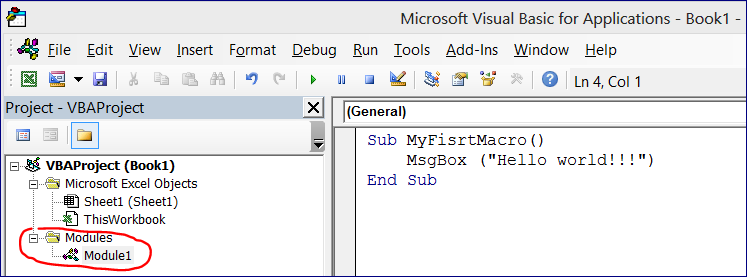 Microsoft Visual Basic for Applications - Book1 -
File Edit View Insert Format Debug Run Tools Add-Ins Window Help
Ln 4, Col 1
Project - VBAProject
(General)
VBAProject (Book1)
Microsoft Excel Objects
Sheet1 (Sheet1)
ThisWorkbook
Modules
Module1
Sub MyFisrtMacro()
MsgBox ("Hello world!!!")
End Sub